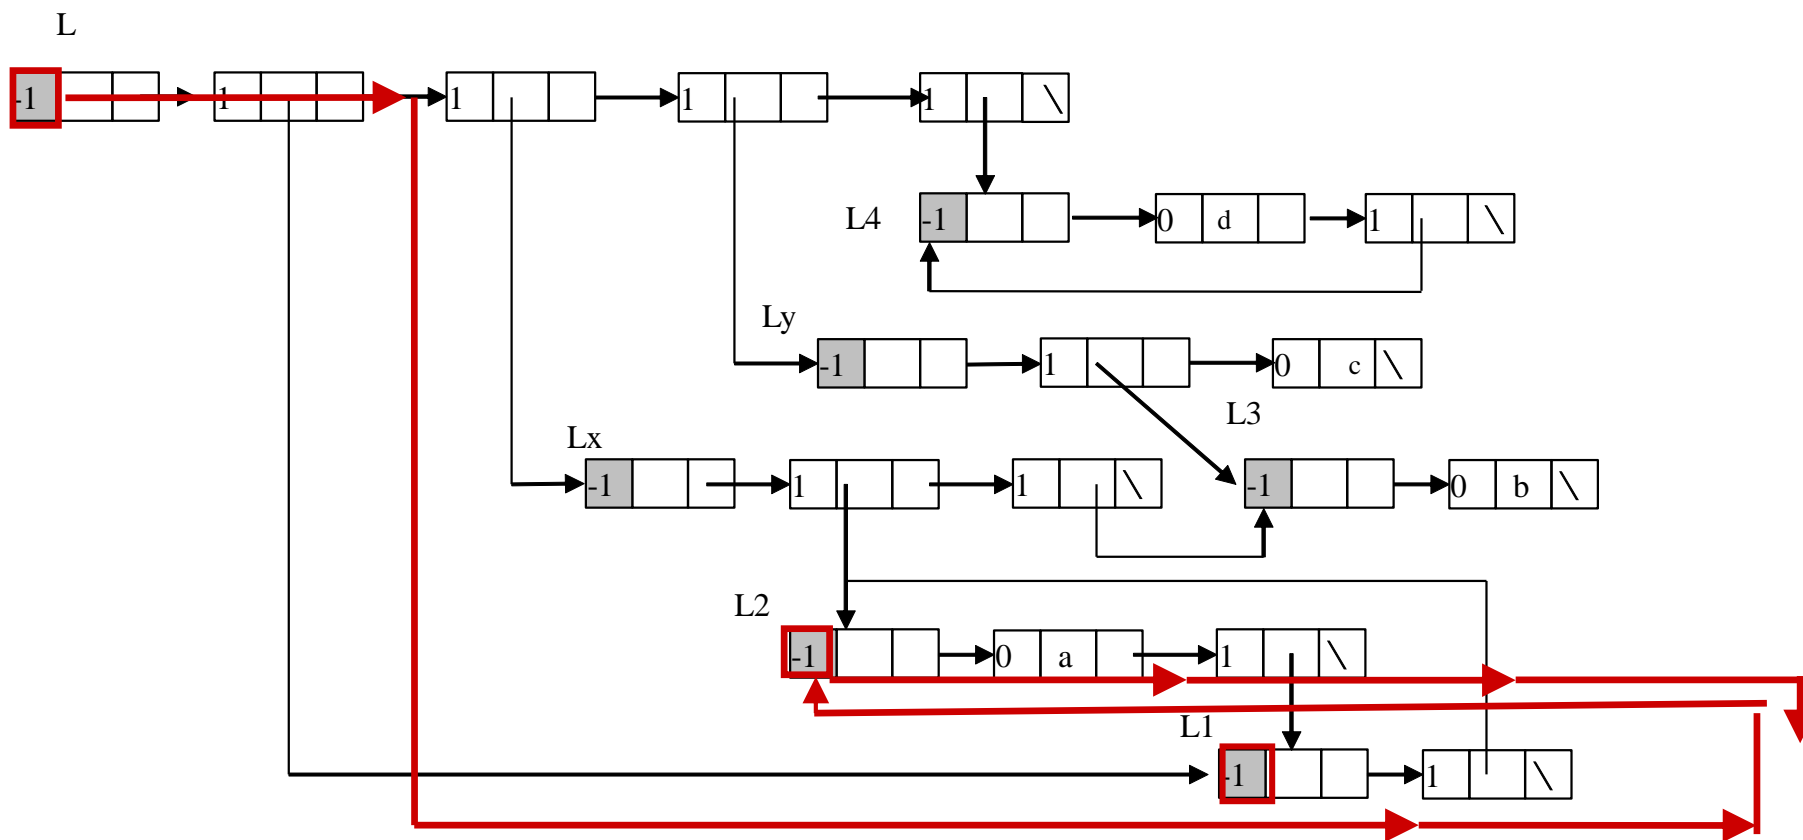 L
-1 1 1 1 1 \
L4 -1 0 d 1 \
Ly
-1 1 0 c \
L3
Lx
-1 1 1 \ -1 0 b \
L2
-1 0 a 1 \
L1
-1 1 \